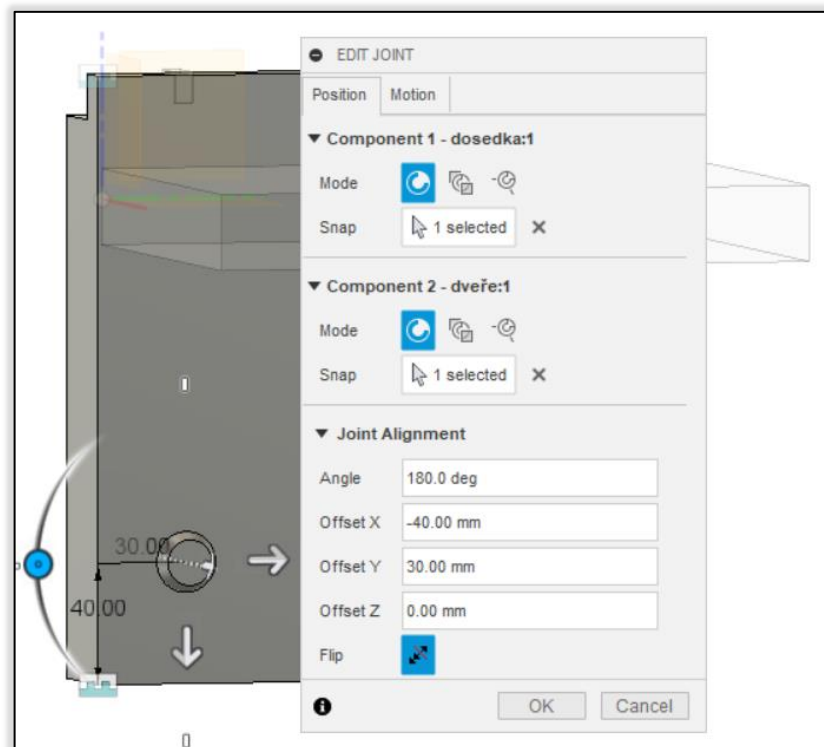 EDIT JOINT
Position Motion
Component 1 - dosedka:1
Mode
Snap 1 selected
Component 2 - dveře:1
Mode
Snap 1 selected
Joint Alignment
Angle 180.0 deg
Offset X -40.00 mm
Offset Y 30.00 mm
Offset Z 0.00 mm
Flip
OK Cancel
30.00
40.00